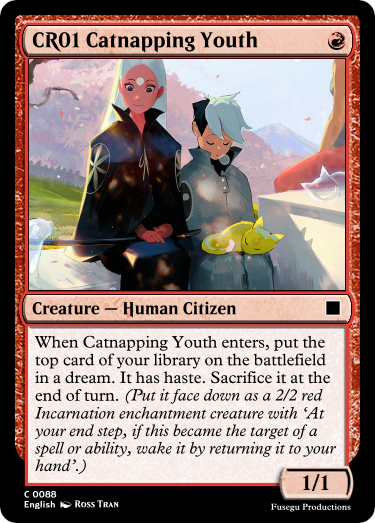 CR01 Catnapping Youth
Creature — Human Citizen
When Catnapping Youth enters, put the
top card of your library on the battlefield
in a dream. It has haste. Sacrifice it at the
end of turn. (Put it face down as a 2/2 red
Incarnation enchantment creature with ‘At
your end step, if this became the target of a
spell or ability, wake it by returning it to your
hand’.)
1/1
C 0088
English Ross Tran
Fusegu Productions